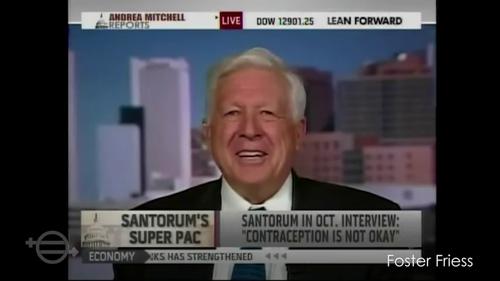 ANDREA MITCHELL
REPORTS
LIVE
DOW 12901.25
LEAN FORWARD
SANTORUM'S
SUPER PAC
SANTORUM IN OCT. INTERVIEW:
"CONTRACEPTION IS NOT OKAY"
ECONOMY
KS HAS STRENGTHENED
Foster Friess